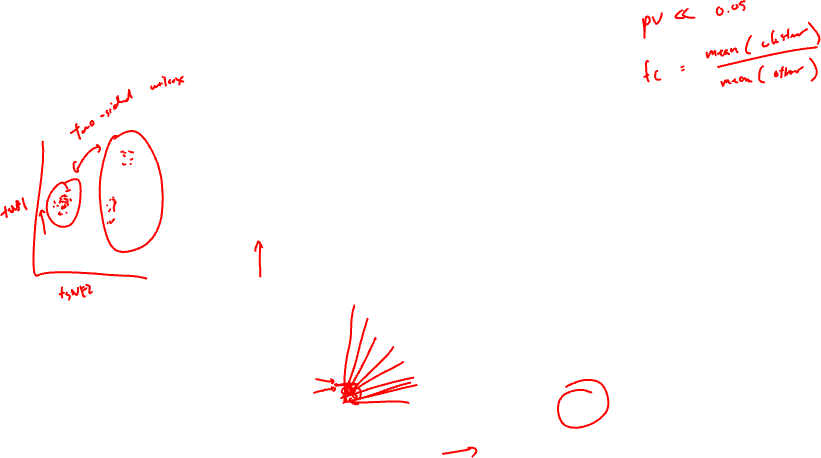 pv << 0.05
fc = mean ( cluster ) / mean ( other )
two-sided wilcox
tsNE1
tsNE2